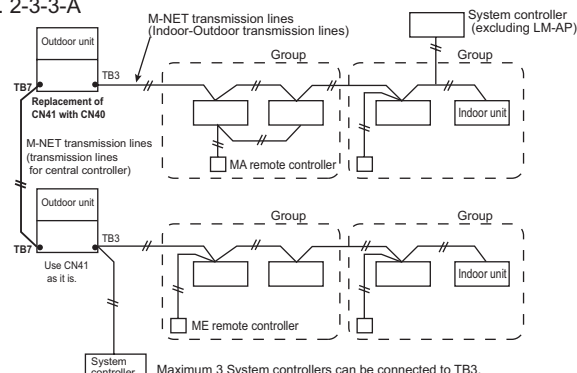 2-3-3-A
M-NET transmission lines
(Indoor-Outdoor transmission lines)
System controller
(excluding LM-AP)
Outdoor unit
Group
Group
TB3
TB7
Replacement of
CN41 with CN40
Indoor unit
M-NET transmission lines
(transmission lines
for central controller)
MA remote controller
Outdoor unit
Group
Group
TB3
TB7
Use CN41
as it is.
Indoor unit
ME remote controller
System
controller
Maximum 3 System controllers can be connected to TB3.